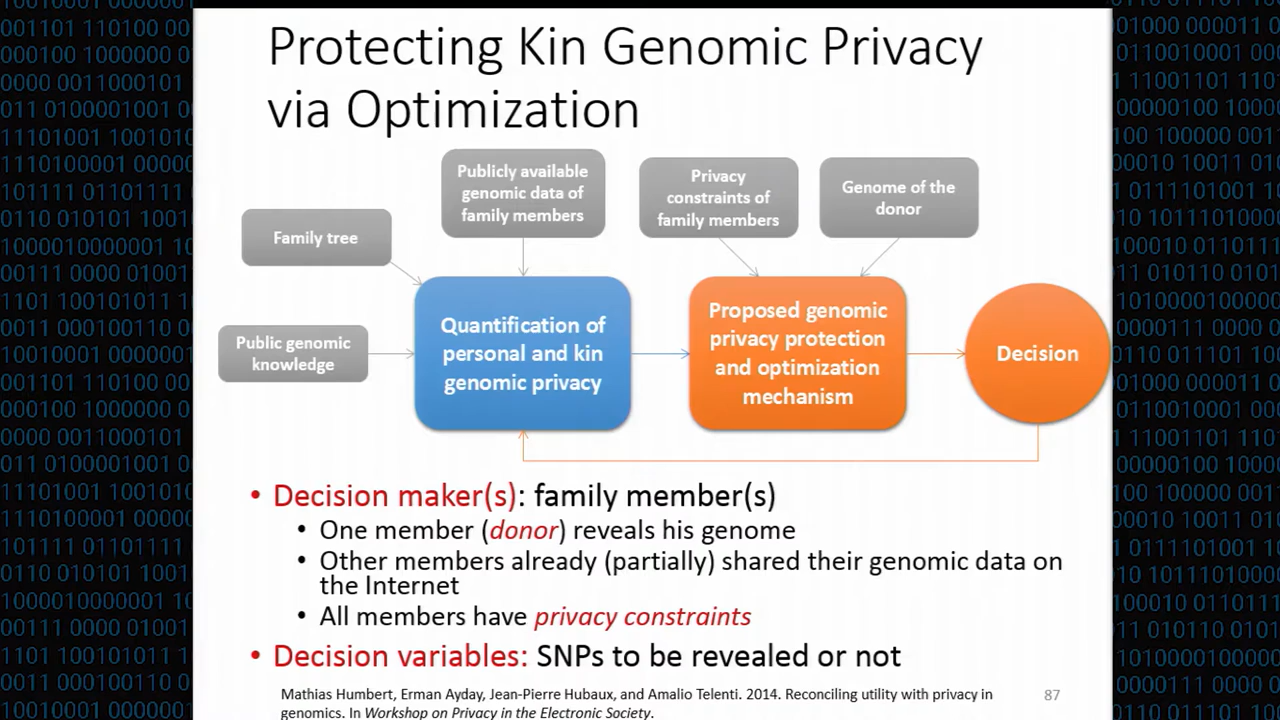 Protecting Kin Genomic Privacy
via Optimization
Publicly available
genomic data of
family members
Privacy
constraints of
family members
Genome of the
donor
Family tree
Public genomic
knowledge
Quantification of
personal and kin
genomic privacy
Proposed genomic
privacy protection
and optimization
mechanism
Decision
• Decision maker(s): family member(s)
• One member (donor) reveals his genome
• Other members already (partially) shared their genomic data on
the Internet
• All members have privacy constraints
• Decision variables: SNPs to be revealed or not
Mathias Humbert, Erman Ayday, Jean-Pierre Hubaux, and Amalio Telenti. 2014. Reconciling utility with privacy in
genomics. In Workshop on Privacy in the Electronic Society.
87